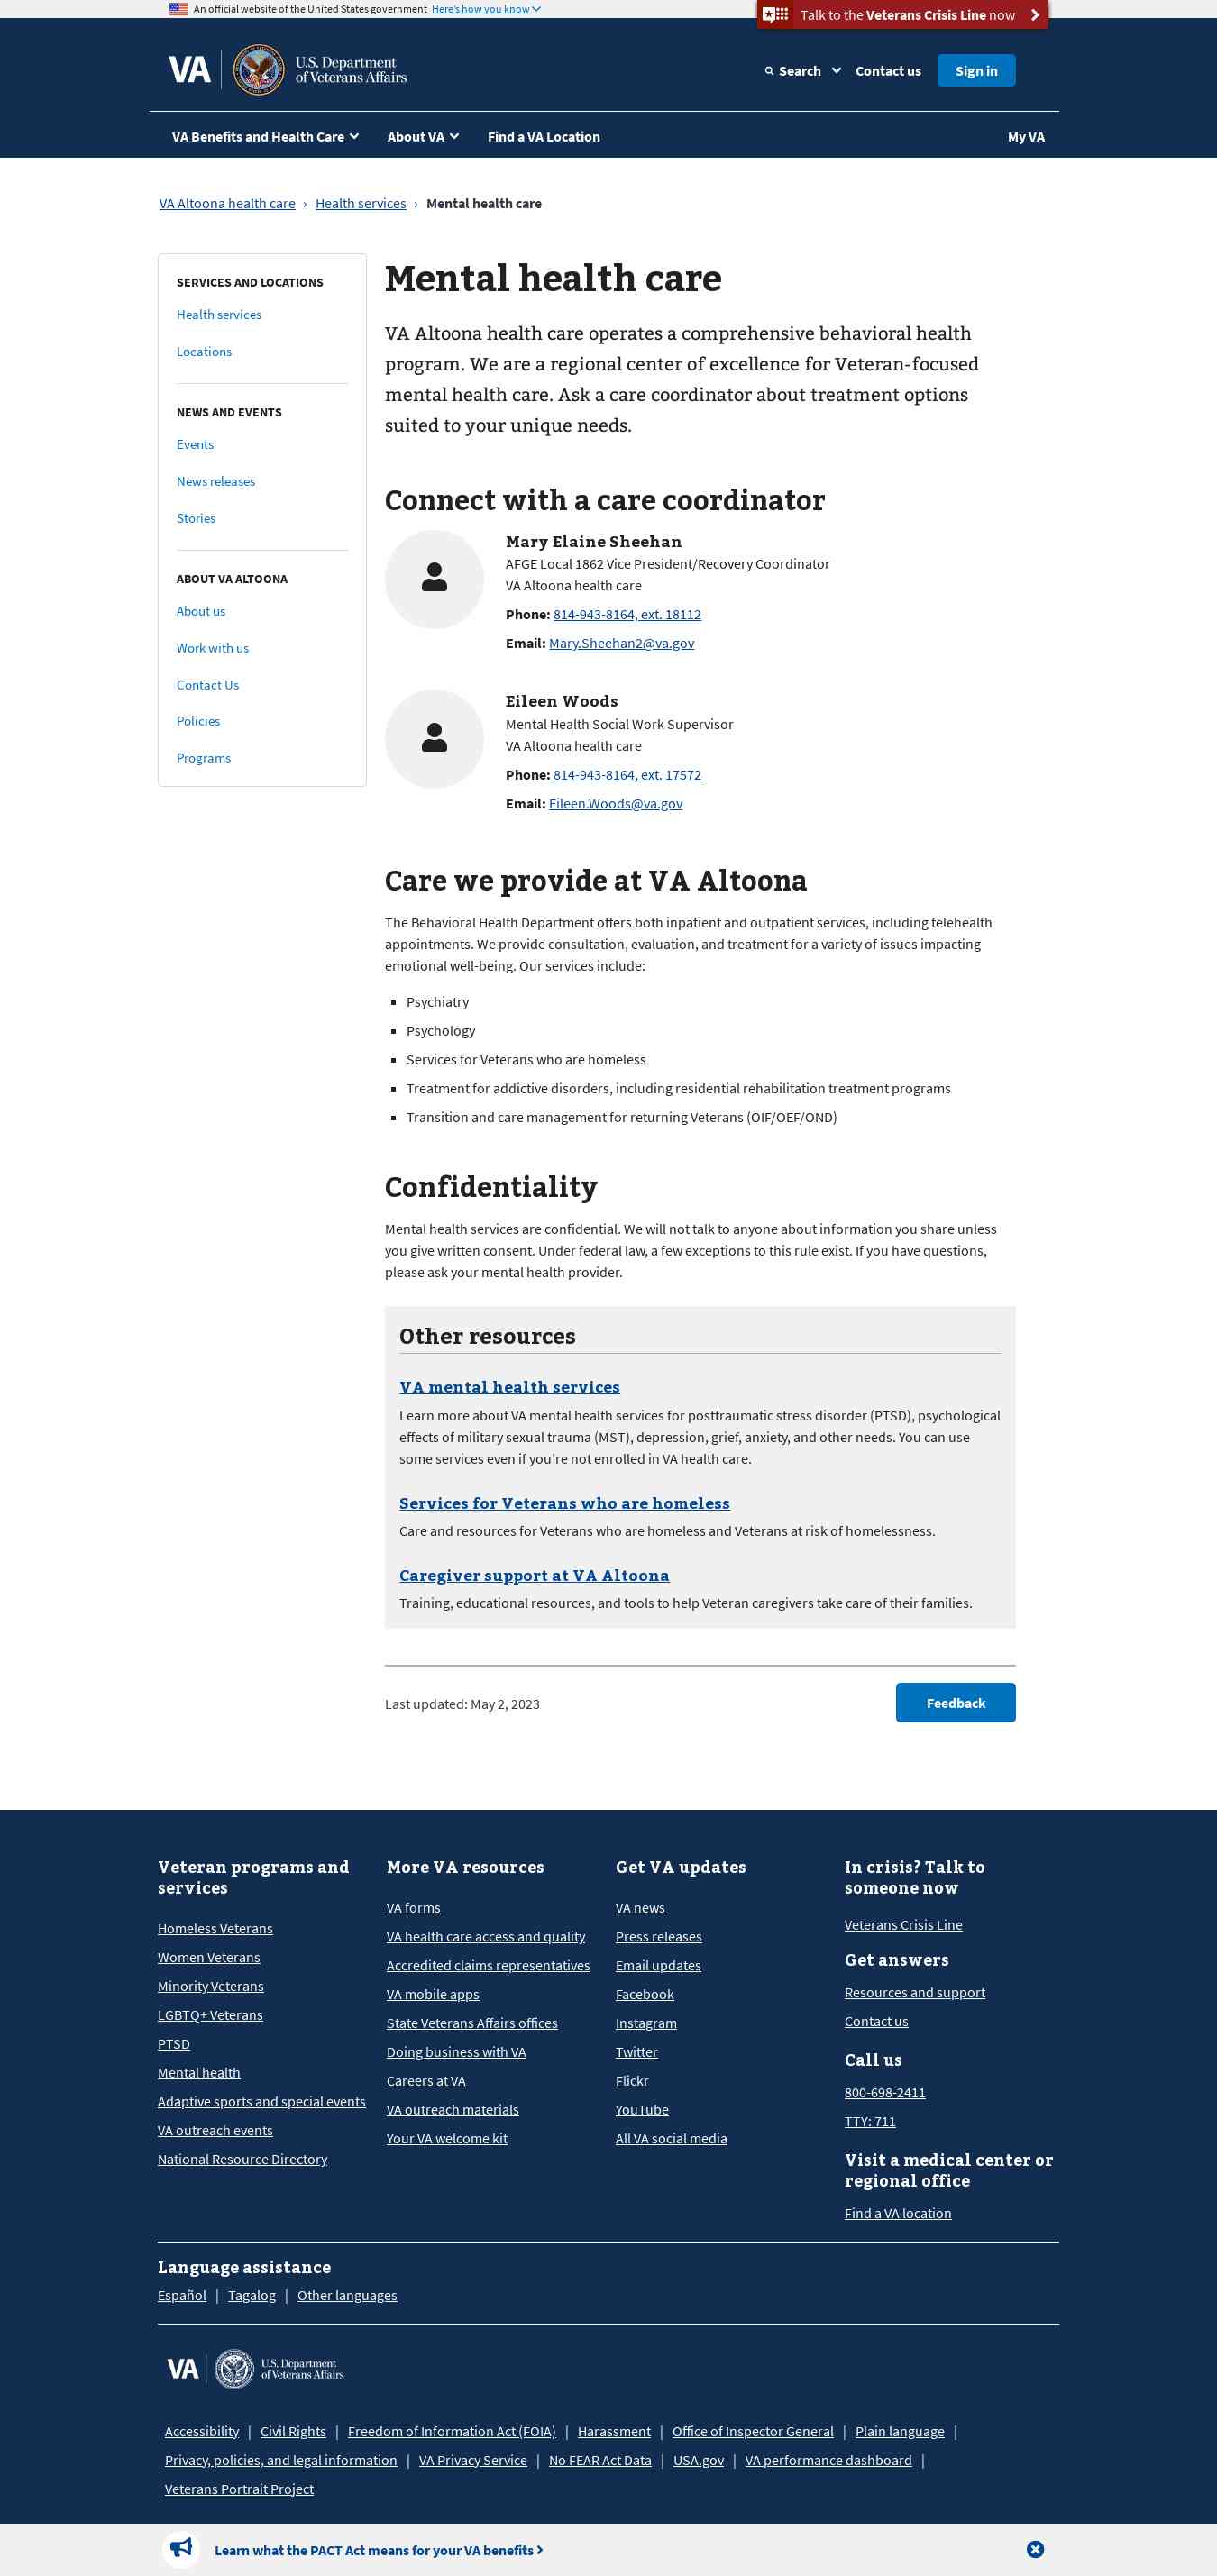 An official website of the United States government Here's how you know
Talk to the Veterans Crisis Line now
VA
U.S. Department
of Veterans Affairs
Search
Contact us
Sign in
VA Benefits and Health Care
About VA
Find a VA Location
My VA
VA Altoona health care › Health services › Mental health care
SERVICES AND LOCATIONS
Health services
Locations
NEWS AND EVENTS
Events
News releases
Stories
ABOUT VA ALTOONA
About us
Work with us
Contact Us
Policies
Programs
Mental health care
VA Altoona health care operates a comprehensive behavioral health
program. We are a regional center of excellence for Veteran-focused
mental health care. Ask a care coordinator about treatment options
suited to your unique needs.
Connect with a care coordinator
Mary Elaine Sheehan
AFGE Local 1862 Vice President/Recovery Coordinator
VA Altoona health care
Phone: 814-943-8164, ext. 18112
Email: Mary.Sheehan2@va.gov
Eileen Woods
Mental Health Social Work Supervisor
VA Altoona health care
Phone: 814-943-8164, ext. 17572
Email: Eileen.Woods@va.gov
Care we provide at VA Altoona
The Behavioral Health Department offers both inpatient and outpatient services, including telehealth
appointments. We provide consultation, evaluation, and treatment for a variety of issues impacting
emotional well-being. Our services include:
▪ Psychiatry
▪ Psychology
▪ Services for Veterans who are homeless
▪ Treatment for addictive disorders, including residential rehabilitation treatment programs
▪ Transition and care management for returning Veterans (OIF/OEF/OND)
Confidentiality
Mental health services are confidential. We will not talk to anyone about information you share unless
you give written consent. Under federal law, a few exceptions to this rule exist. If you have questions,
please ask your mental health provider.
Other resources
VA mental health services
Learn more about VA mental health services for posttraumatic stress disorder (PTSD), psychological
effects of military sexual trauma (MST), depression, grief, anxiety, and other needs. You can use
some services even if you’re not enrolled in VA health care.
Services for Veterans who are homeless
Care and resources for Veterans who are homeless and Veterans at risk of homelessness.
Caregiver support at VA Altoona
Training, educational resources, and tools to help Veteran caregivers take care of their families.
Last updated: May 2, 2023
Feedback
Veteran programs and
services
Homeless Veterans
Women Veterans
Minority Veterans
LGBTQ+ Veterans
PTSD
Mental health
Adaptive sports and special events
VA outreach events
National Resource Directory
More VA resources
VA forms
VA health care access and quality
Accredited claims representatives
VA mobile apps
State Veterans Affairs offices
Doing business with VA
Careers at VA
VA outreach materials
Your VA welcome kit
Get VA updates
VA news
Press releases
Email updates
Facebook
Instagram
Twitter
Flickr
YouTube
All VA social media
In crisis? Talk to
someone now
Veterans Crisis Line
Get answers
Resources and support
Contact us
Call us
800-698-2411
TTY: 711
Visit a medical center or
regional office
Find a VA location
Language assistance
Español | Tagalog | Other languages
VA
U.S. Department
of Veterans Affairs
Accessibility | Civil Rights | Freedom of Information Act (FOIA) | Harassment | Office of Inspector General | Plain language |
Privacy, policies, and legal information | VA Privacy Service | No FEAR Act Data | USA.gov | VA performance dashboard |
Veterans Portrait Project
Learn what the PACT Act means for your VA benefits